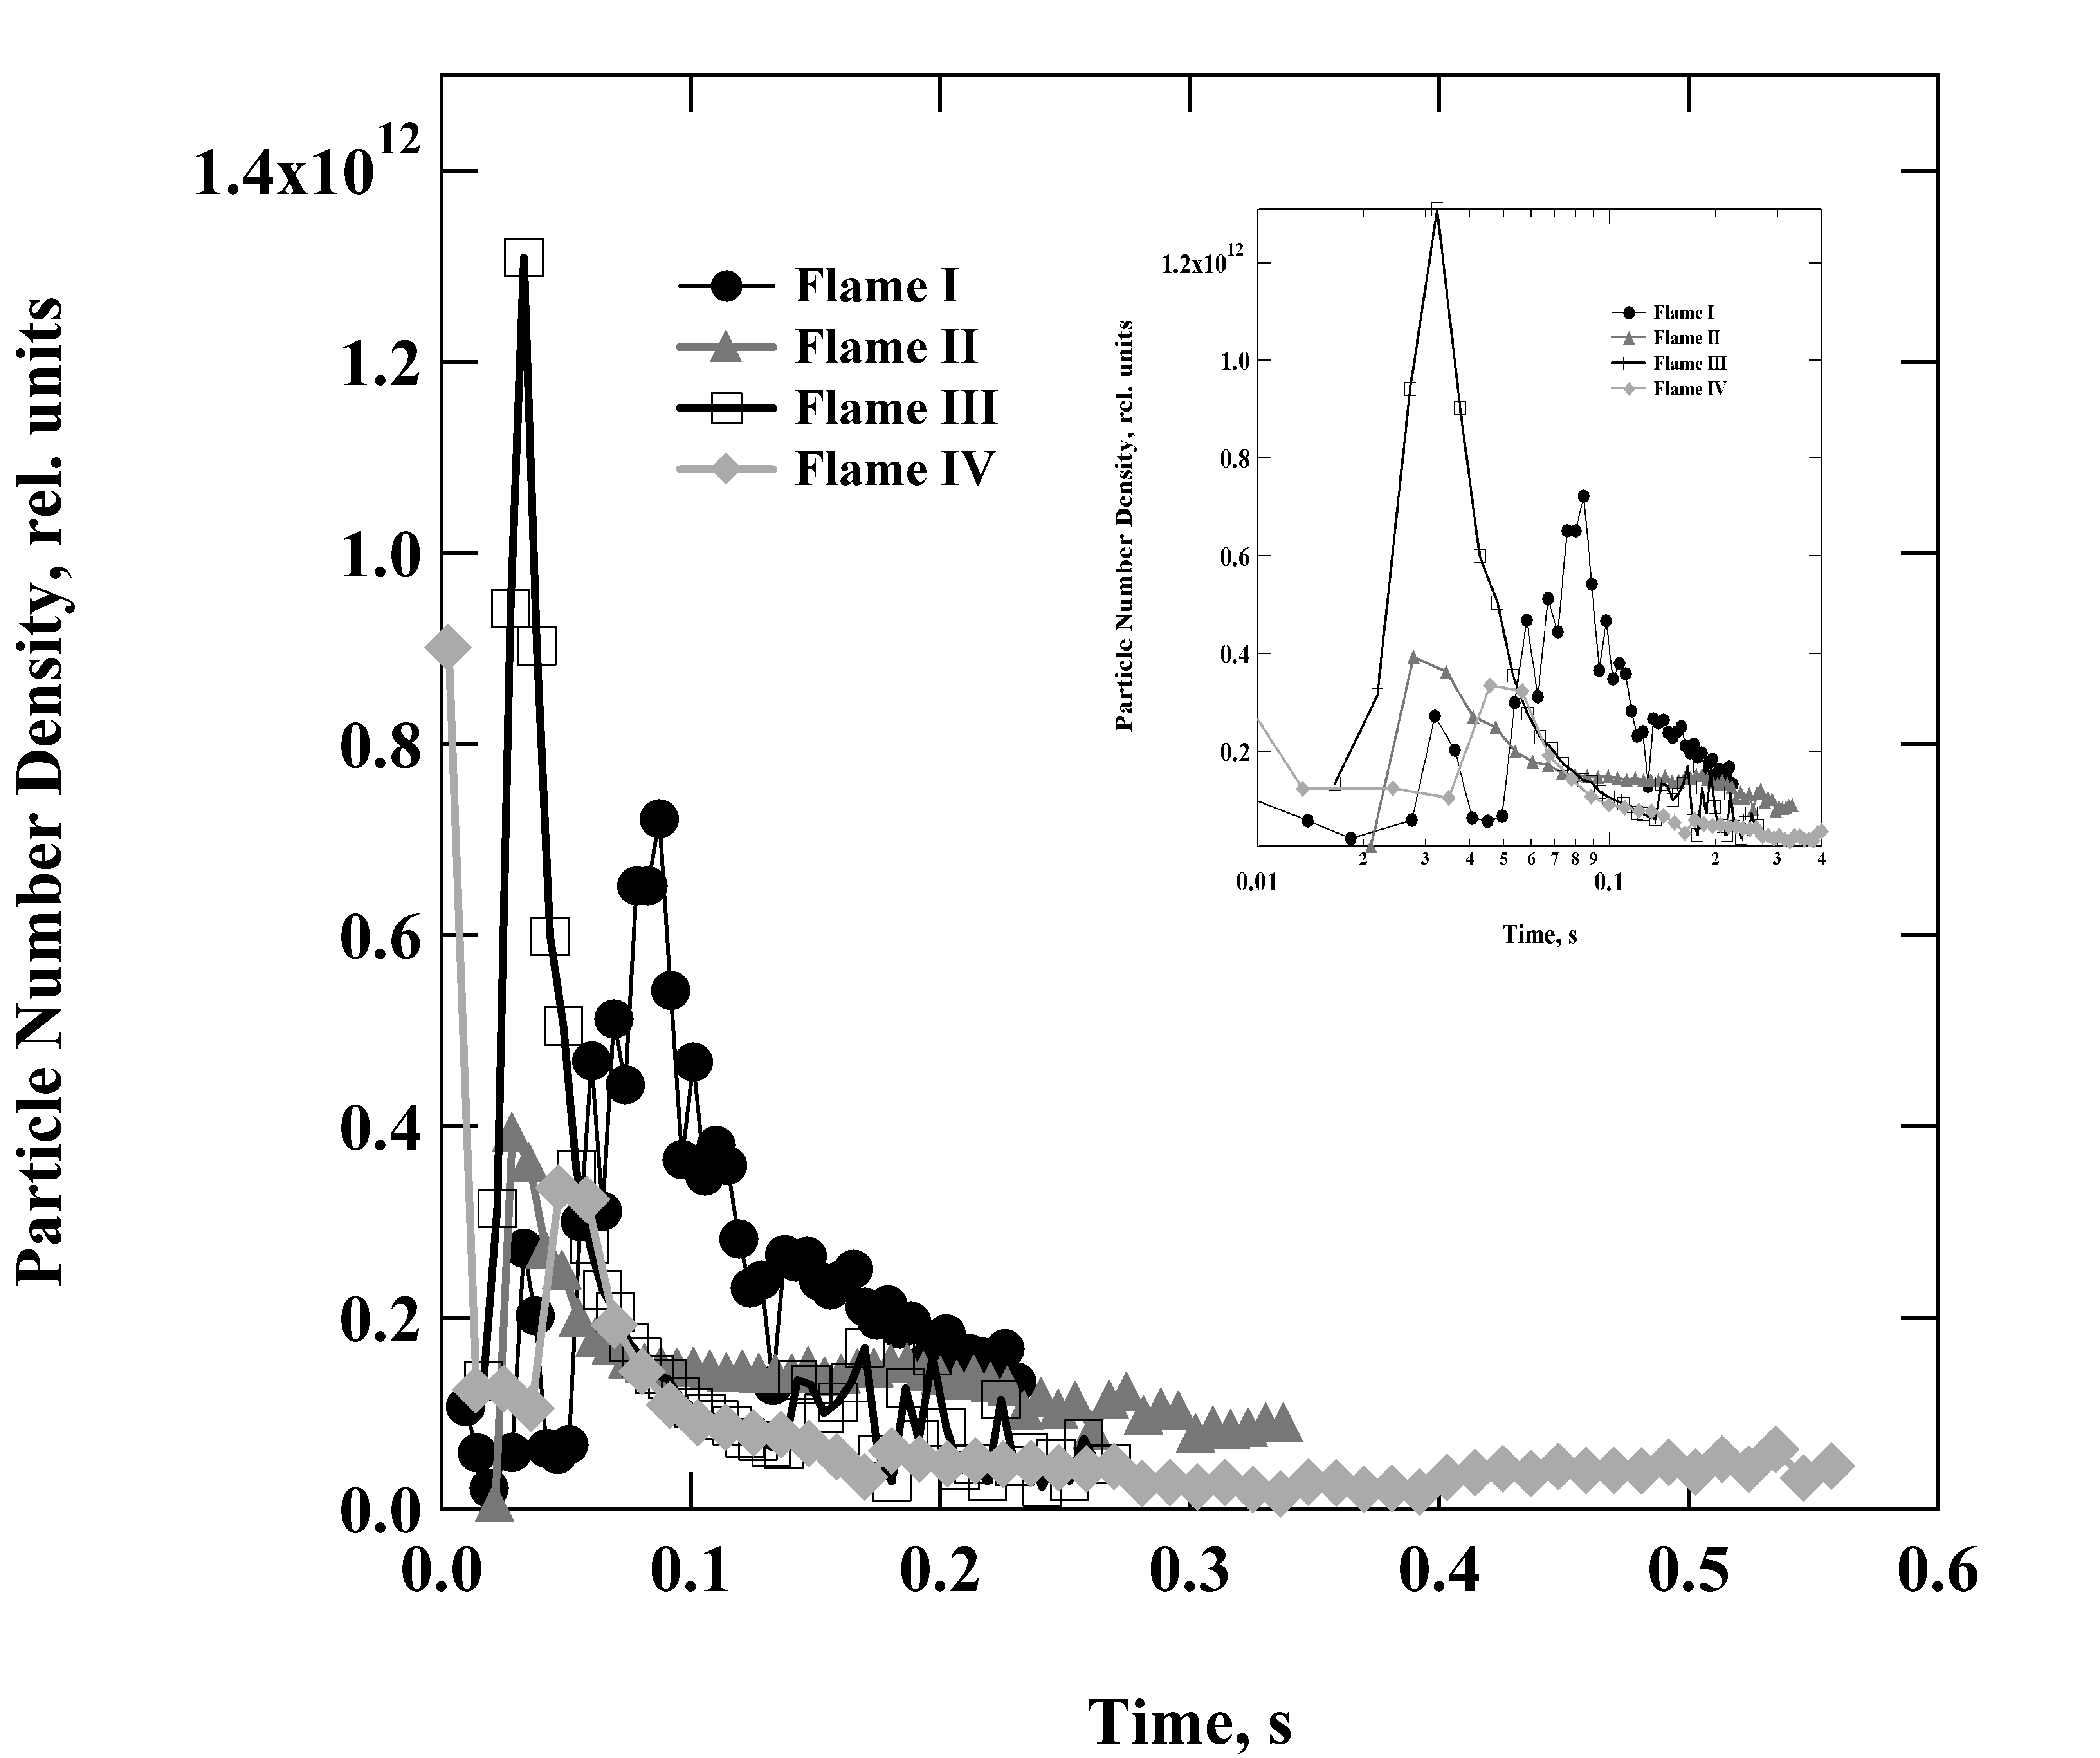 Particle Number Density, rel. units
1.4x10^12
1.2
1.0
0.8
0.6
0.4
0.2
0.0
0.0 0.1 0.2 0.3 0.4 0.5 0.6
Time, s
Flame I
Flame II
Flame III
Flame IV
Particle Number Density, rel. units
1.2x10^12
1.0
0.8
0.6
0.4
0.2
Flame I
Flame II
Flame III
Flame IV
2 3 4 5 6 7 8 9 2 3 4
0.01 0.1
Time, s